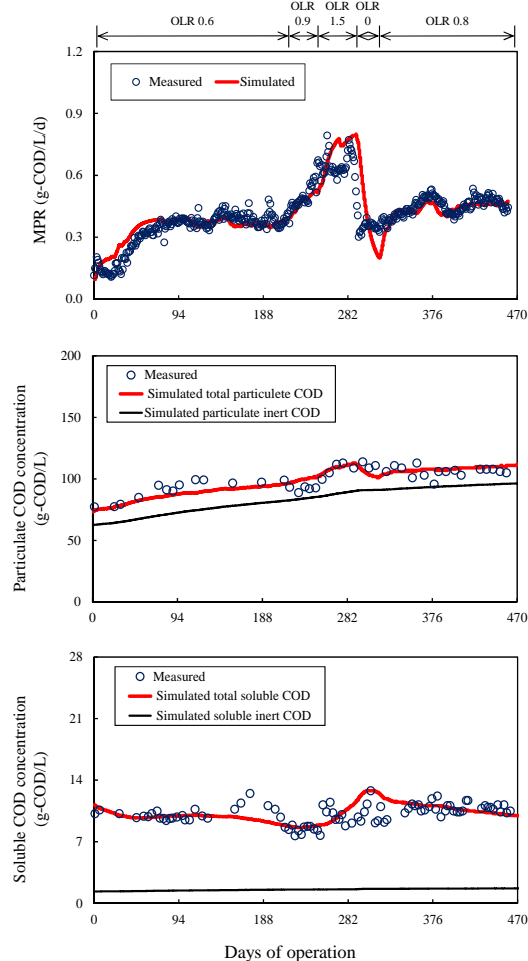 OLR OLR OLR
OLR 0.6 0.9 1.5 0 OLR 0.8
1.2
0.9
0.6
0.3
0.0
MPR (g-COD/L/d)
Measured Simulated
0 94 188 282 376 470
200
150
100
50
0
Particulate COD concentration
(g-COD/L)
Measured
Simulated total particulete COD
Simulated particulate inert COD
0 94 188 282 376 470
28
21
14
7
0
Soluble COD concentration
(g-COD/L)
Measured
Simulated total soluble COD
Simulated soluble inert COD
0 94 188 282 376 470
Days of operation